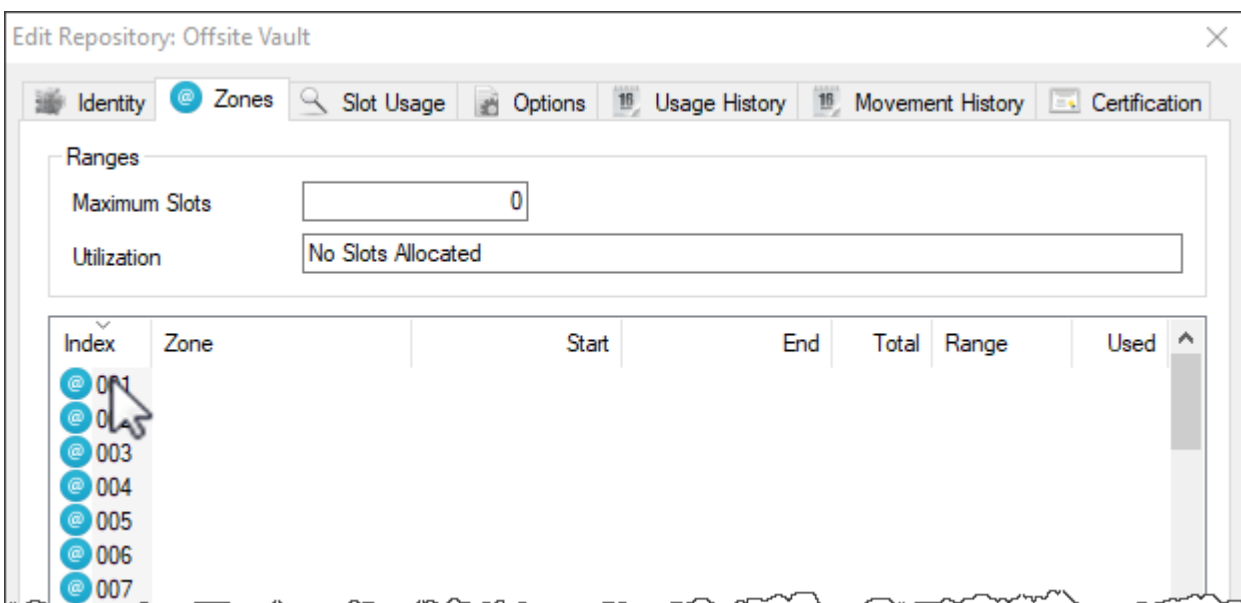 Edit Repository: Offsite Vault
Identity Zones Slot Usage Options Usage History Movement History Certification
Ranges
Maximum Slots 0
Utilization No Slots Allocated
Index Zone Start End Total Range Used
001
003
004
005
006
007